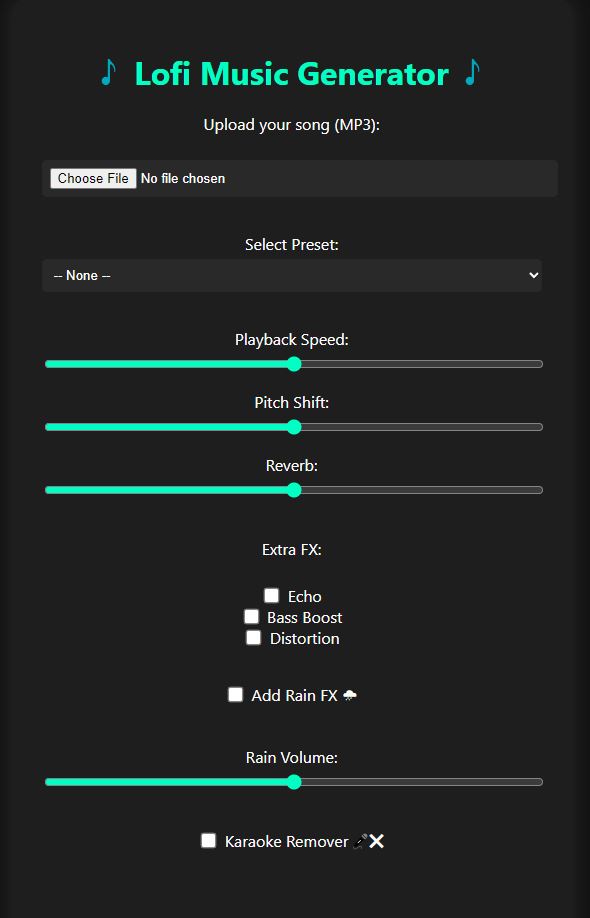 🎵 Lofi Music Generator 🎵
Upload your song (MP3):
Choose File No file chosen
Select Preset:
-- None --
Playback Speed:
Pitch Shift:
Reverb:
Extra FX:
Echo
Bass Boost
Distortion
Add Rain FX 🌧
Rain Volume:
Karaoke Remover 🎤❌